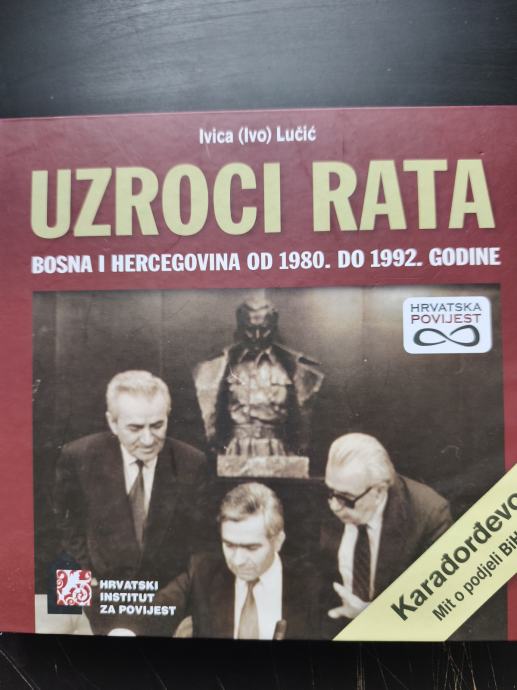 Ivica (Ivo) Lučić
UZROCI RATA
BOSNA I HERCEGOVINA OD 1980. DO 1992. GODINE
HRVATSKA
POVIJEST
HRVATSKI
INSTITUT
ZA POVIJEST
Karađorđevo
Mit o podjeli BiH